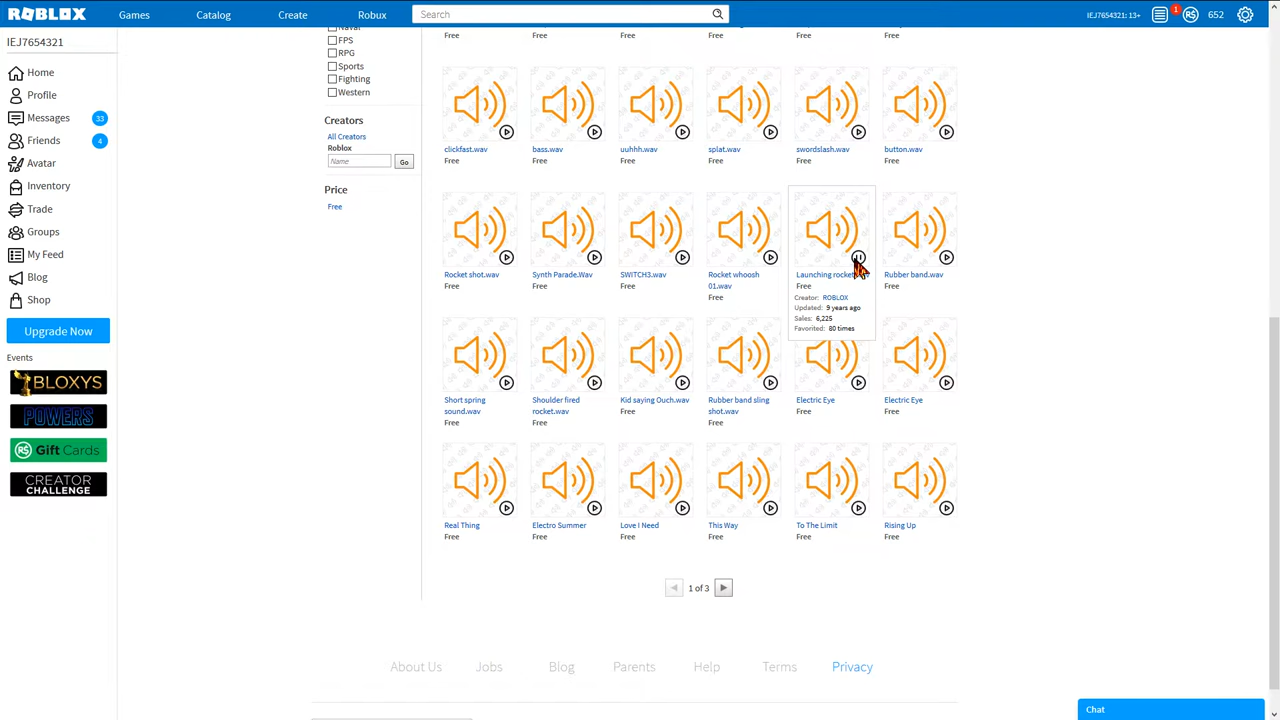 ROBLOX Games Catalog Create Robux Search IEJ7654321: 13+ 1 652
IEJ7654321
Home
Profile
Messages 33
Friends 4
Avatar
Inventory
Trade
Groups
My Feed
Blog
Shop
Upgrade Now
Events
BLOXYS
POWERS
Gift Cards
CREATOR
CHALLENGE
Naval
FPS
RPG
Sports
Fighting
Western
Creators
All Creators
Roblox
Name Go
Price
Free
Free Free Free Free Free Free
clickfast.wav bass.wav uuhhh.wav splat.wav swordslash.wav button.wav
Free Free Free Free Free Free
Rocket shot.wav Synth Parade.Wav SWITCH3.wav Rocket whoosh Launching rocket Rubber band.wav
01.wav
Free Free Free Free Free Free
Creator: ROBLOX
Updated: 9 years ago
Sales: 6,225
Favorited: 80 times
Short spring Shoulder fired Kid saying Ouch.wav Rubber band sling Electric Eye Electric Eye
sound.wav rocket.wav shot.wav
Free Free Free Free Free Free
Real Thing Electro Summer Love I Need This Way To The Limit Rising Up
Free Free Free Free Free Free
1 of 3
About Us Jobs Blog Parents Help Terms Privacy
Chat